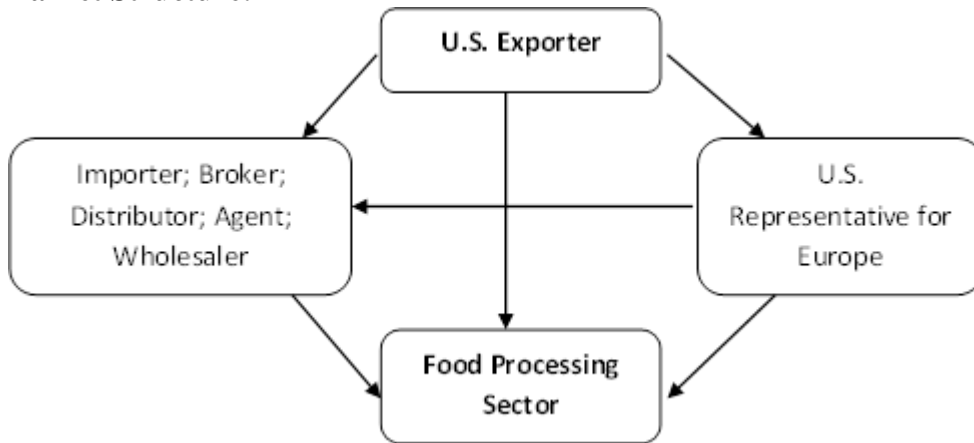 U.S. Exporter
Importer; Broker;
Distributor; Agent;
Wholesaler
U.S.
Representative for
Europe
Food Processing
Sector